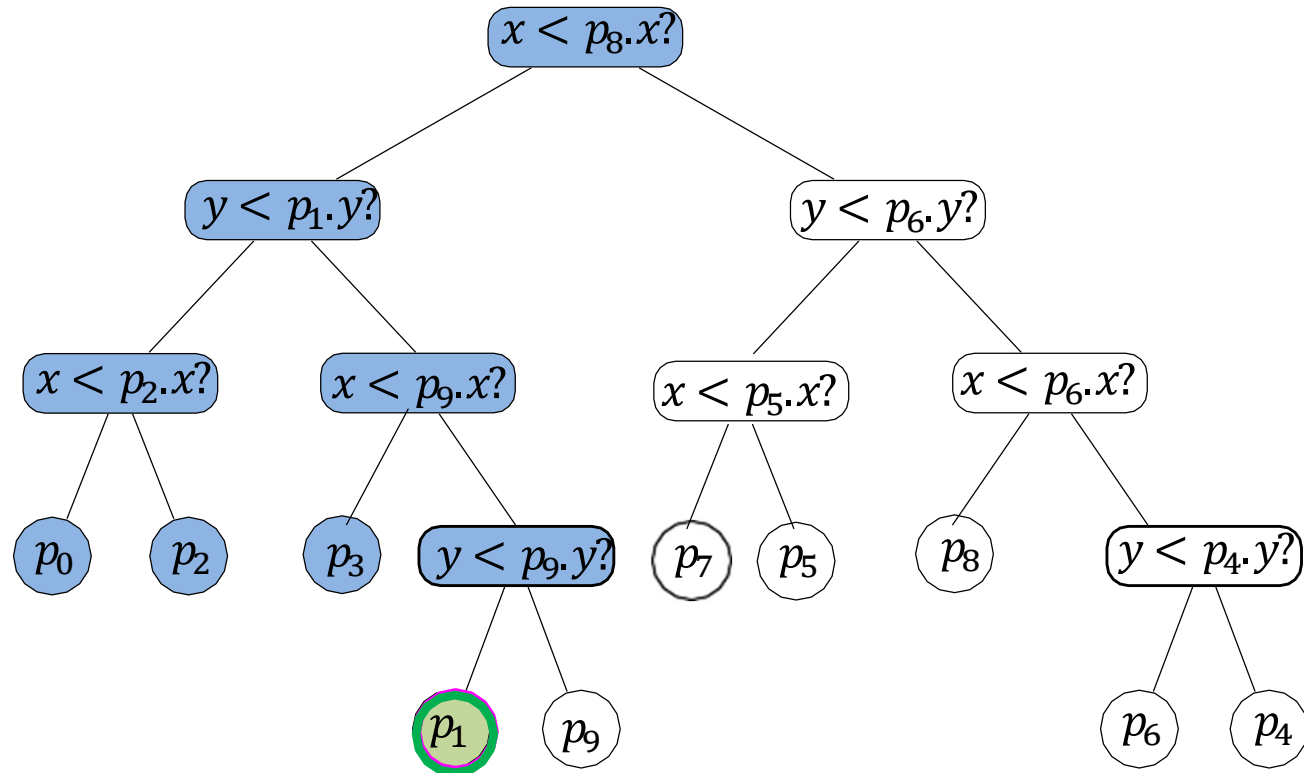 x < p₈.x?
y < p₁.y?
y < p₆.y?
x < p₂.x?
x < p₉.x?
x < p₅.x?
x < p₆.x?
p₀
p₂
p₃
y < p₉.y?
p₇
p₅
p₈
y < p₄.y?
p₁
p₉
p₆
p₄